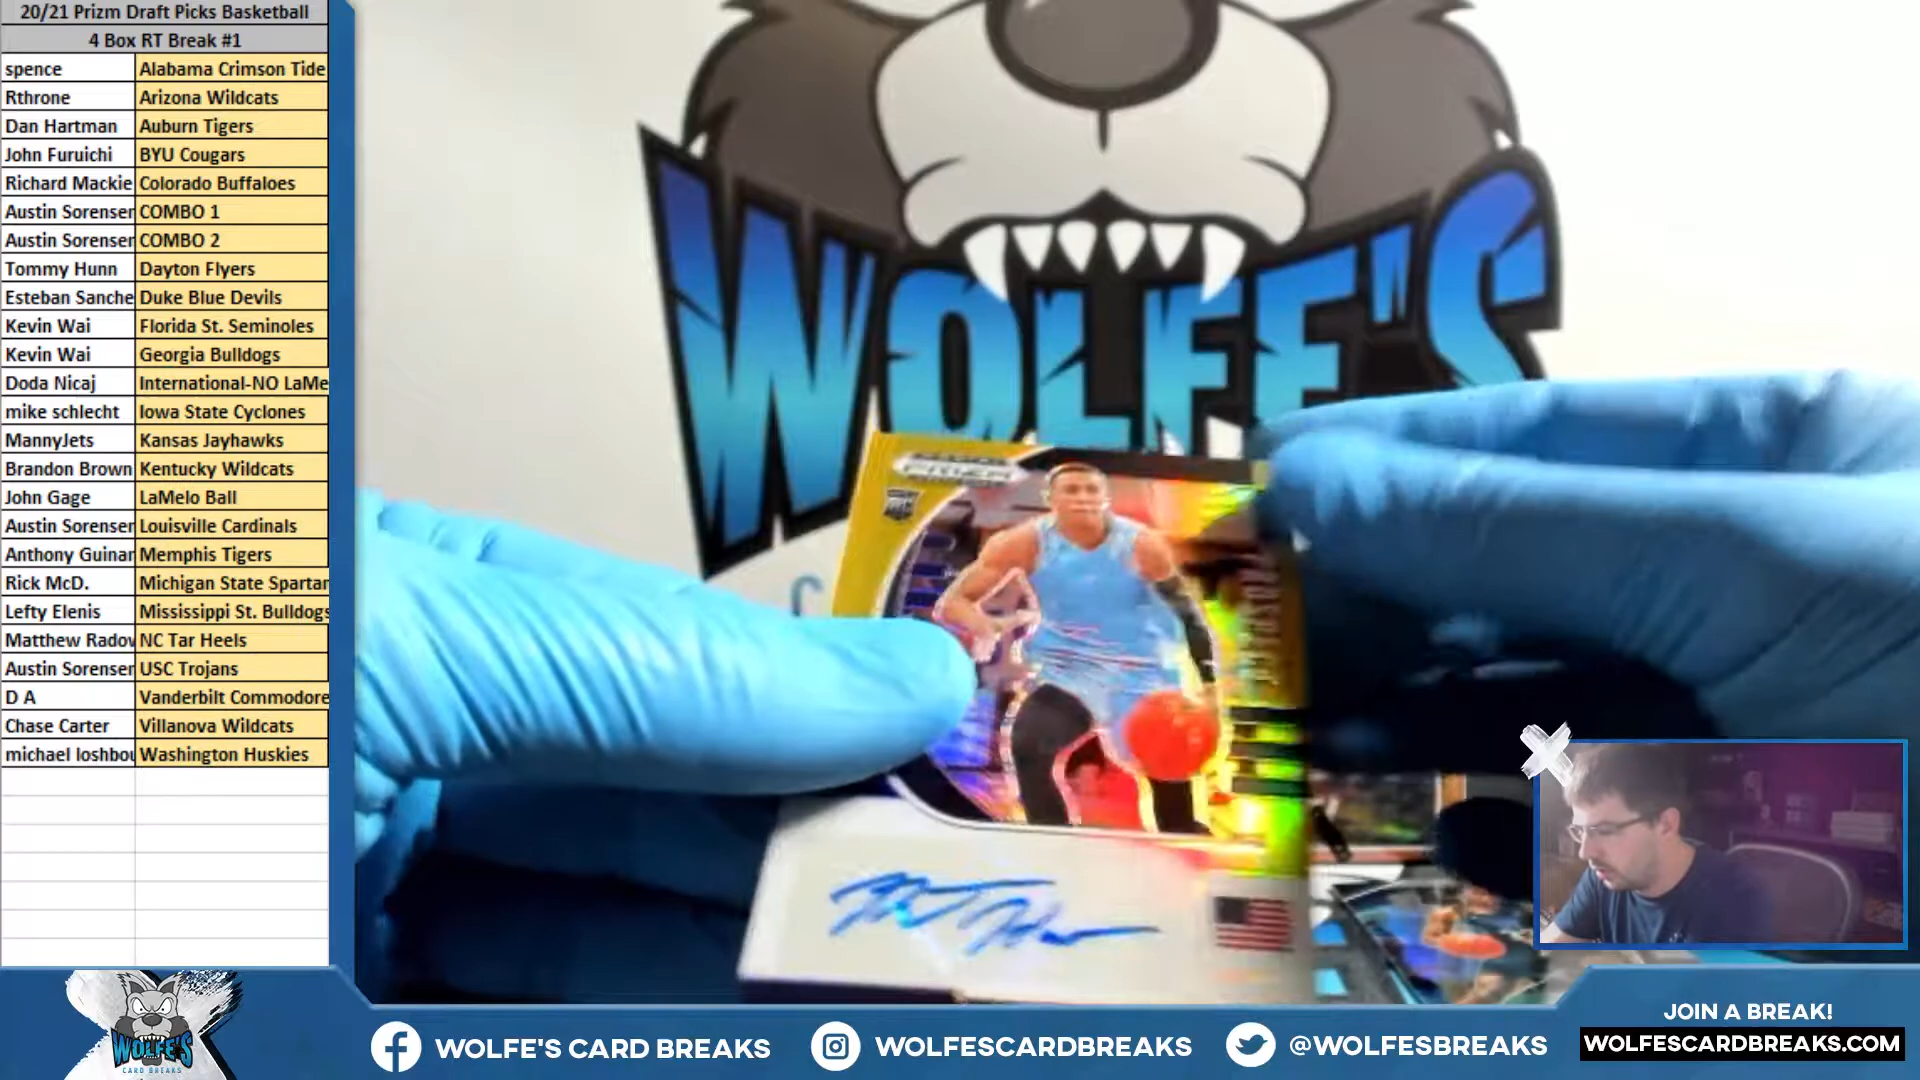 20/21 Prizm Draft Picks Basketball
4 Box RT Break #1
spence Alabama Crimson Tide
Rthrone Arizona Wildcats
Dan Hartman Auburn Tigers
John Furuichi BYU Cougars
Richard Mackie Colorado Buffaloes
Austin Sorenser COMBO 1
Austin Sorenser COMBO 2
Tommy Hunn Dayton Flyers
Esteban Sanche Duke Blue Devils
Kevin Wai Florida St. Seminoles
Kevin Wai Georgia Bulldogs
Doda Nicaj International-NO LaMe
mike schlecht Iowa State Cyclones
MannyJets Kansas Jayhawks
Brandon Brown Kentucky Wildcats
John Gage LaMelo Ball
Austin Sorenser Louisville Cardinals
Anthony Guinar Memphis Tigers
Rick McD. Michigan State Spartar
Lefty Elenis Mississippi St. Bulldogs
Matthew Radov NC Tar Heels
Austin Sorenser USC Trojans
D A Vanderbilt Commodore
Chase Carter Villanova Wildcats
michael loshbou Washington Huskies
WOLFE'S
C
PRIZM
WOLFE'S
CARD BREAKS
WOLFE'S CARD BREAKS
WOLFESCARDBREAKS
@WOLFESBREAKS
JOIN A BREAK!
WOLFESCARDBREAKS.COM